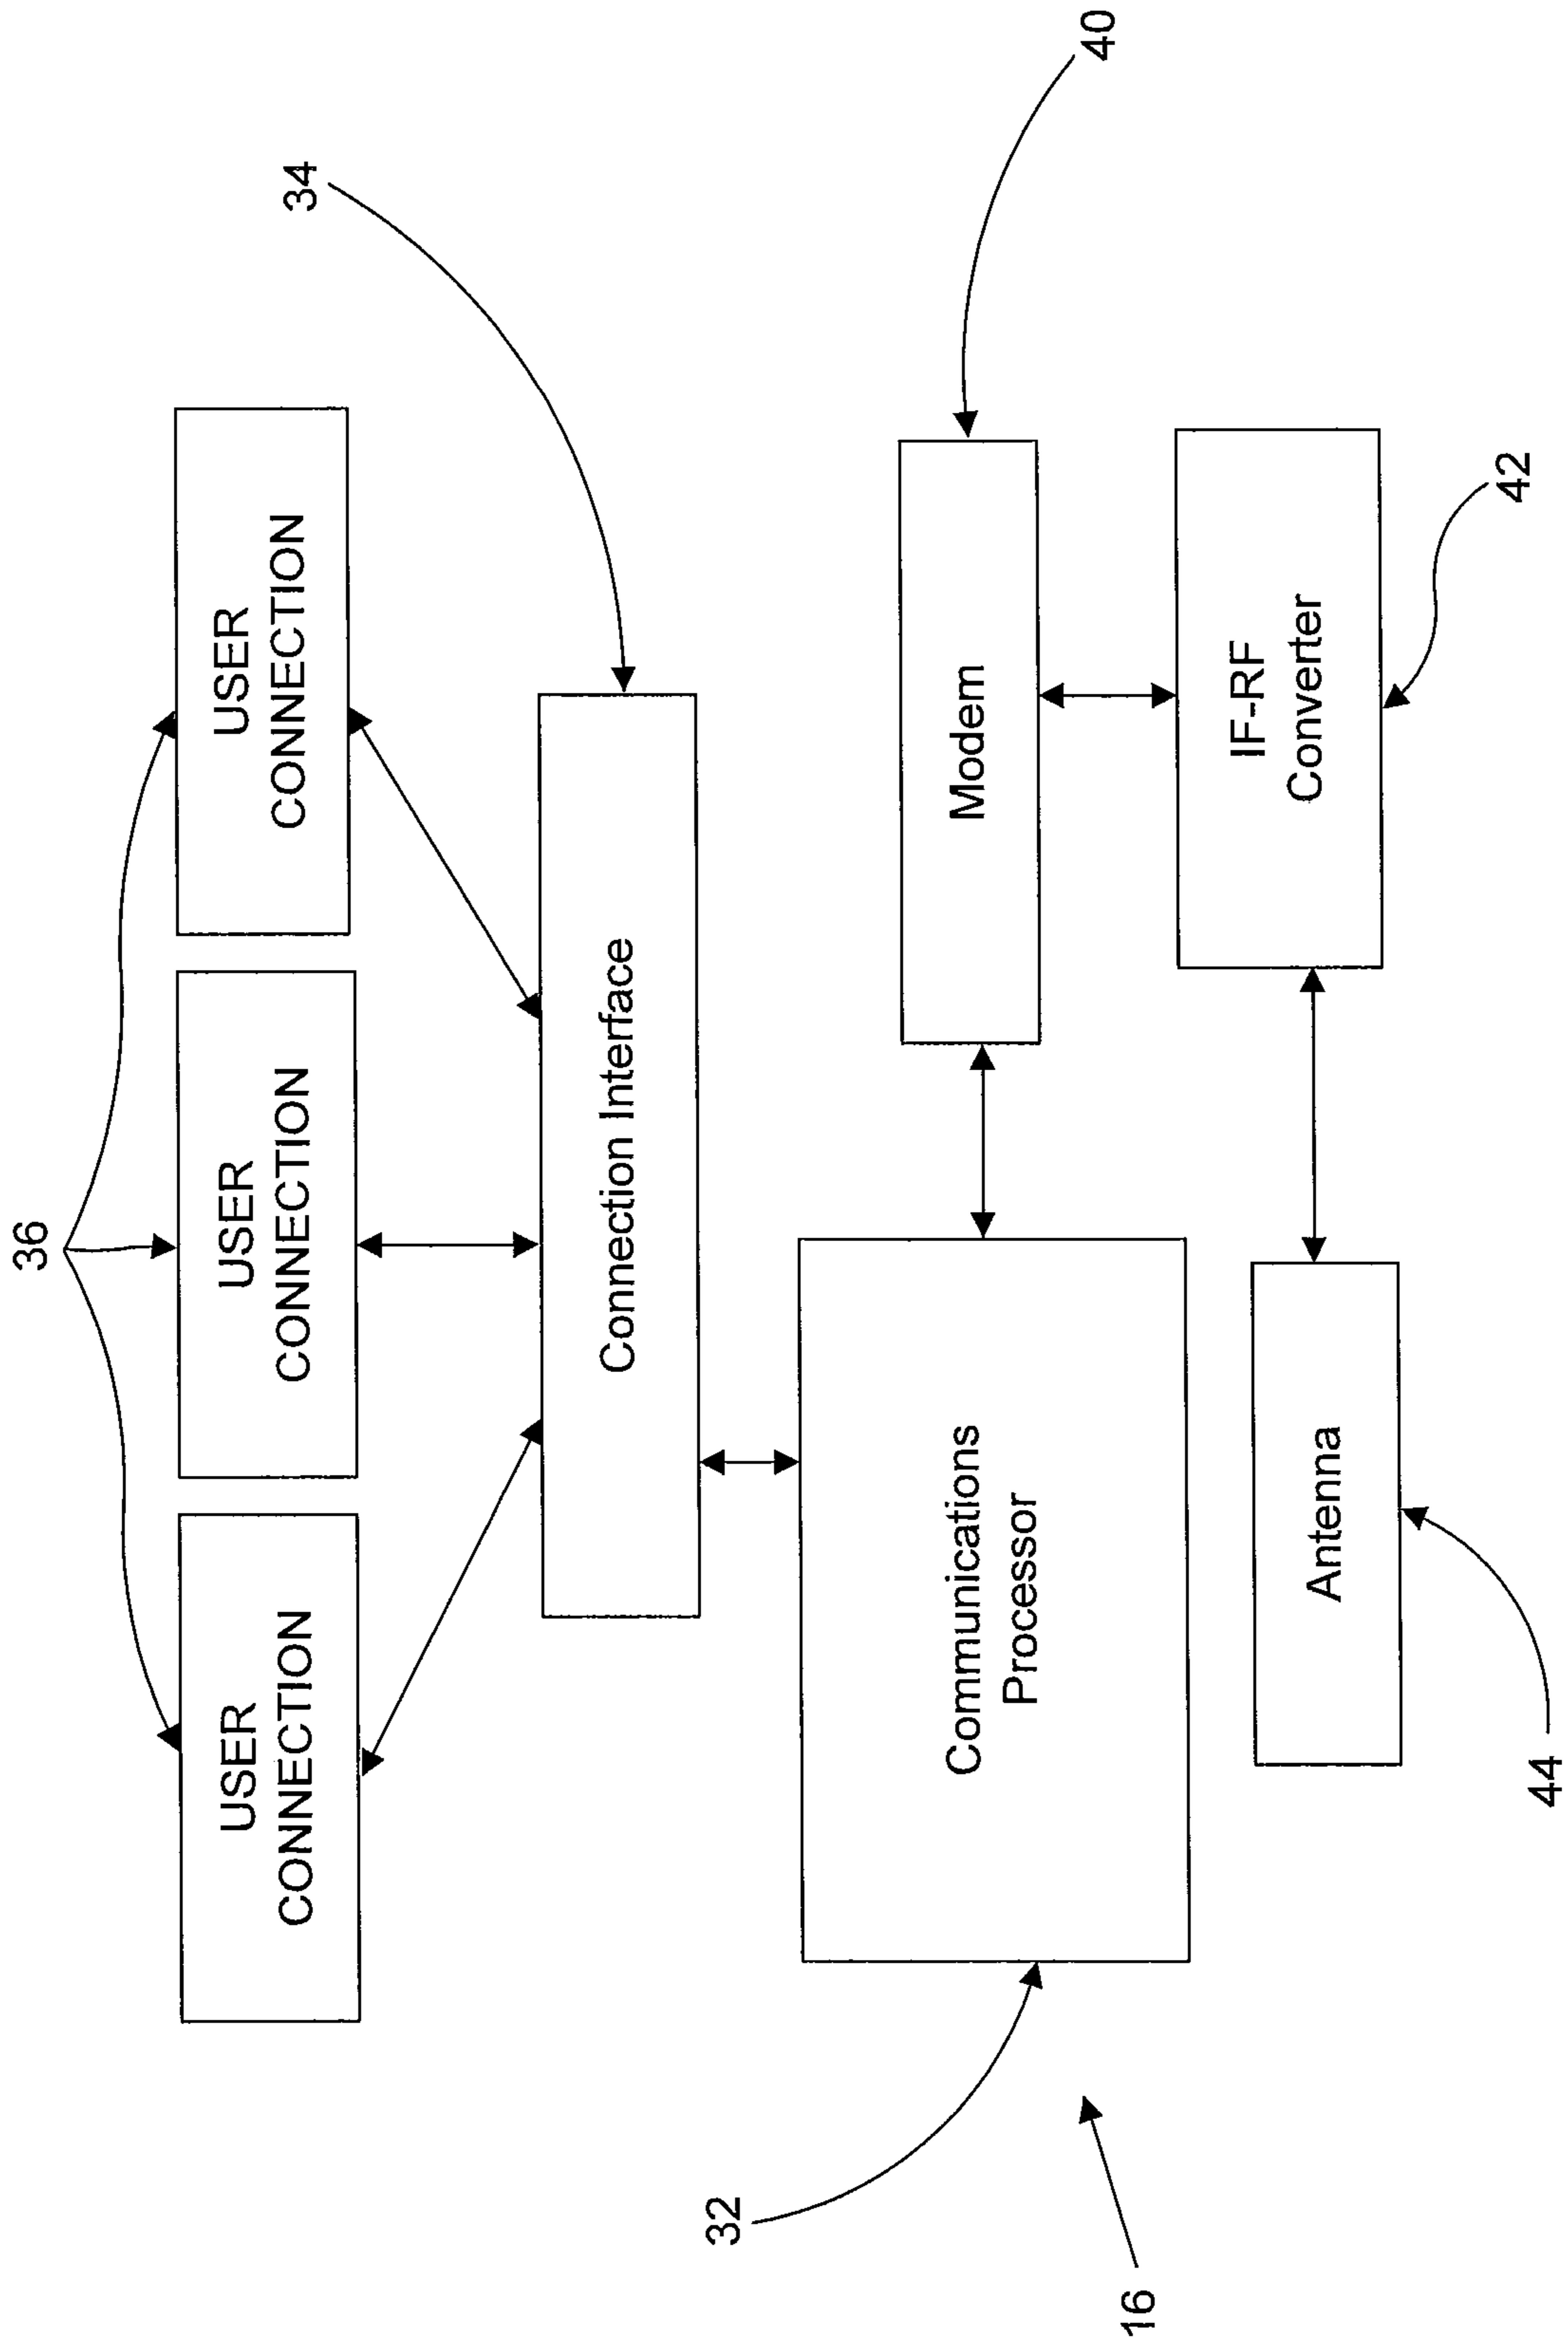 36
USER
CONNECTION
USER
CONNECTION
USER
CONNECTION
34
Connection Interface
32
Communications
Processor
Modem
40
16
Antenna
IF-RF
Converter
44
42